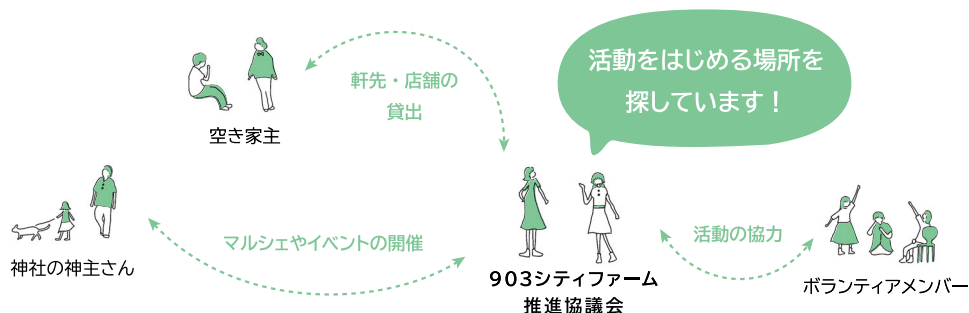 活動をはじめる場所を
探しています！
軒先・店舗の
貸出
空き家主
マルシェやイベントの開催
神社の神主さん
903シティファーム
推進協議会
活動の協力
ボランティアメンバー